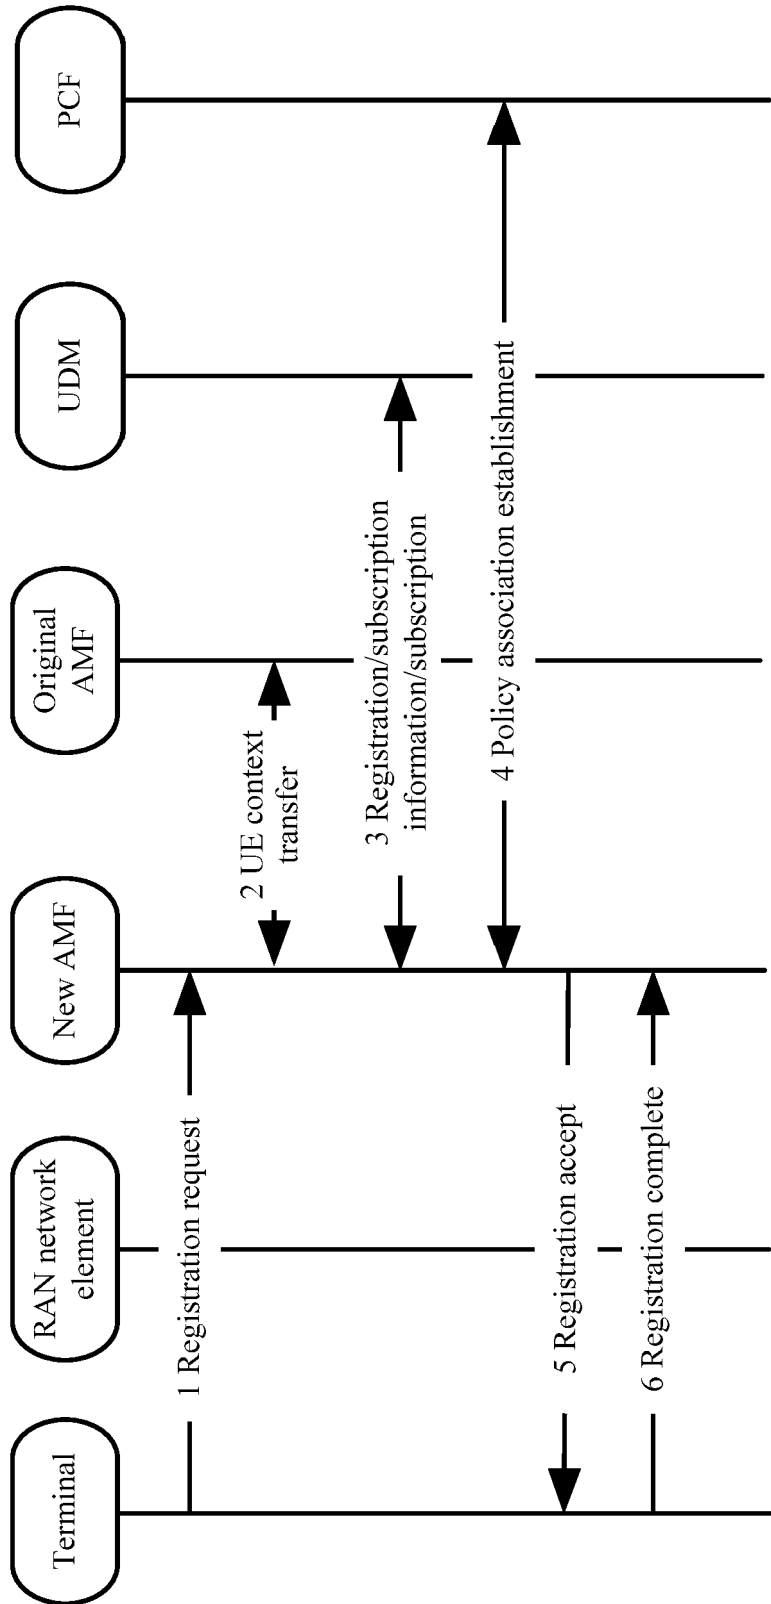 Terminal
RAN network
element
New AMF
Original
AMF
UDM
PCF
1 Registration request
2 UE context
transfer
3 Registration/subscription
information/subscription
4 Policy association establishment
5 Registration accept
6 Registration complete